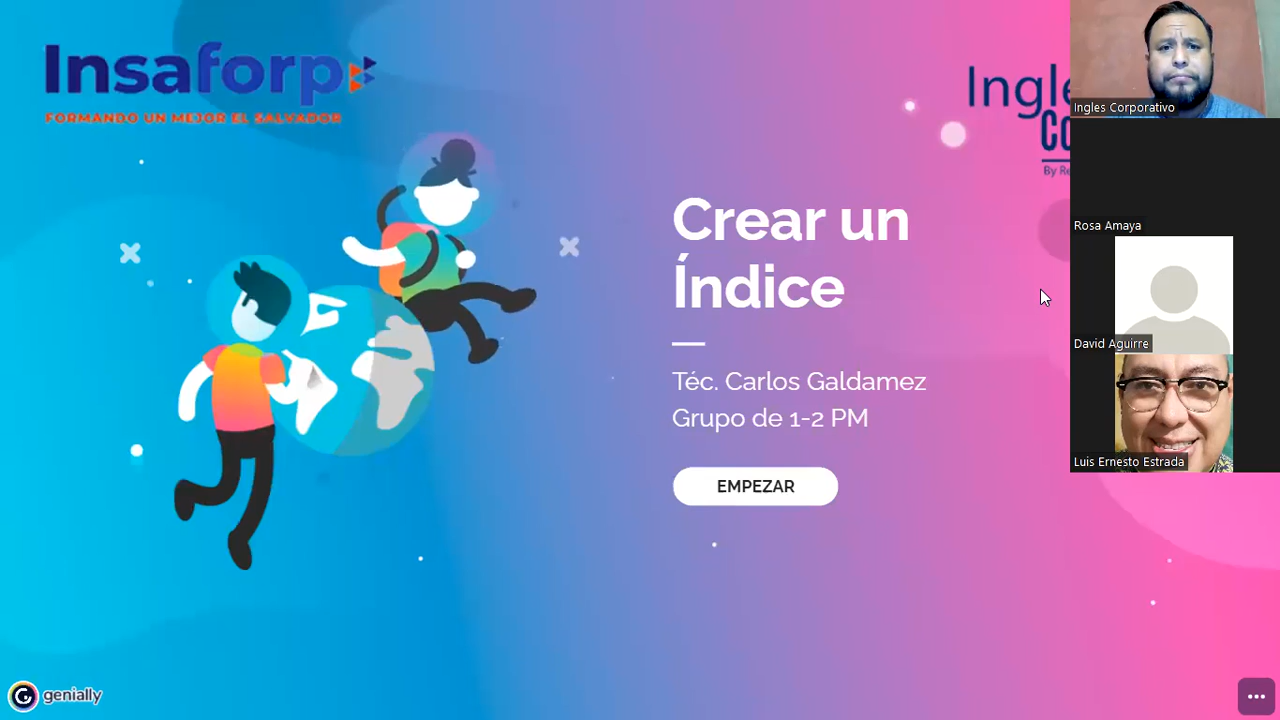 Insaforp
FORMANDO UN MEJOR EL SALVADOR
Crear un
Índice
Téc. Carlos Galdamez
Grupo de 1-2 PM
EMPEZAR
Ingles Corporativo
Rosa Amaya
David Aguirre
Luis Ernesto Estrada
genially